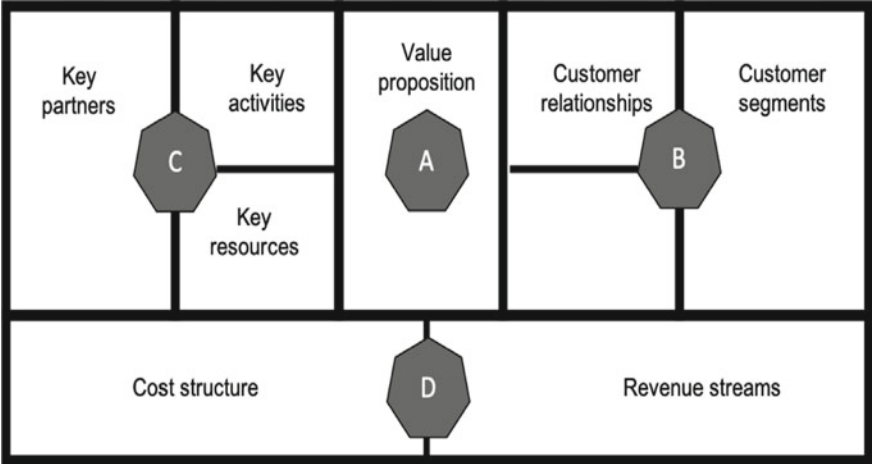 Key
partners
Key
activities
Value
proposition
Customer
relationships
Customer
segments
C
A
B
Key
resources
Cost structure
D
Revenue streams